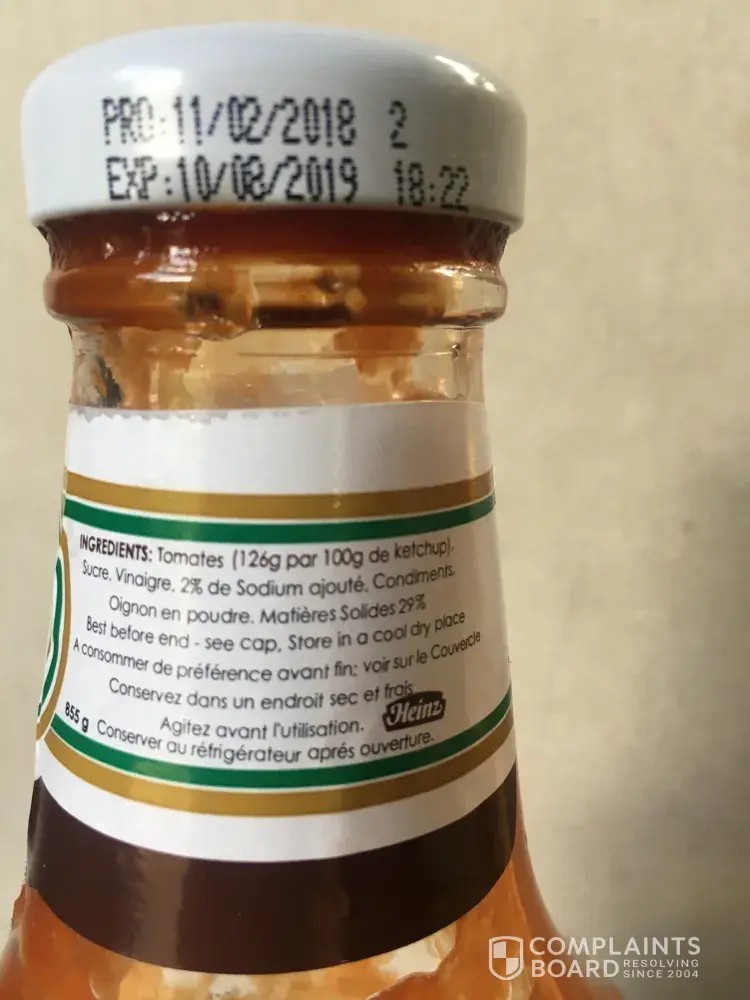 PRO:11/02/2018 2
EXP:10/08/2019 18:22
INGREDIENTS: Tomates (126g par 100g de ketchup).
Sucre, Vinaigre, 2% de Sodium ajouté, Condiments.
Oignon en poudre. Matières Solides 29%
Best before end - see cap, Store in a cool dry place
A consommer de préférence avant fin: voir sur le Couvercle
Conservez dans un endroit sec et frais
Agitez avant l'utilisation.
Heinz
855 g Conserver au réfrigérateur aprés ouverture.
COMPLAINTS
BOARD RESOLVING
SINCE 2004